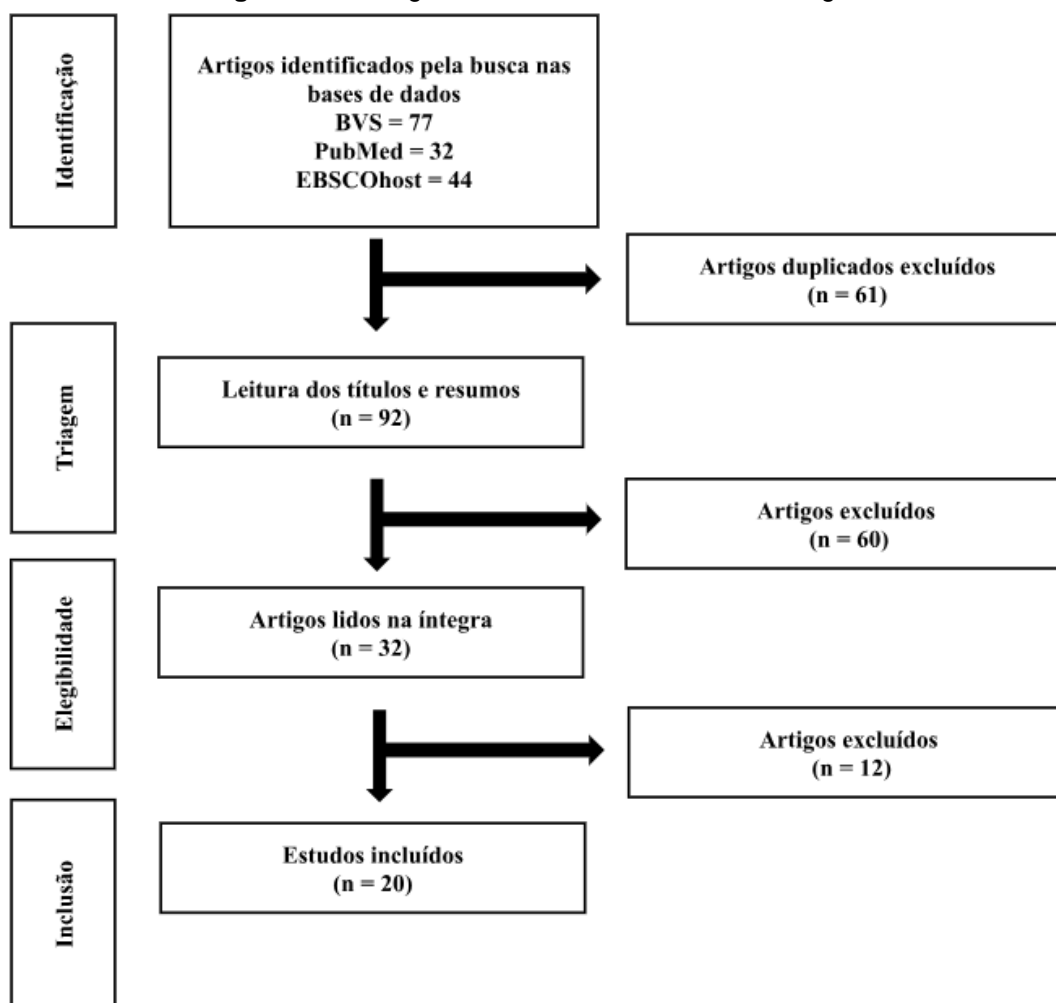 Identificação
Artigos identificados pela busca nas
bases de dados
BVS = 77
PubMed = 32
EBSCOhost = 44
Artigos duplicados excluídos
(n = 61)
Triagem
Leitura dos títulos e resumos
(n = 92)
Artigos excluídos
(n = 60)
Elegibilidade
Artigos lidos na íntegra
(n = 32)
Artigos excluídos
(n = 12)
Inclusão
Estudos incluídos
(n = 20)